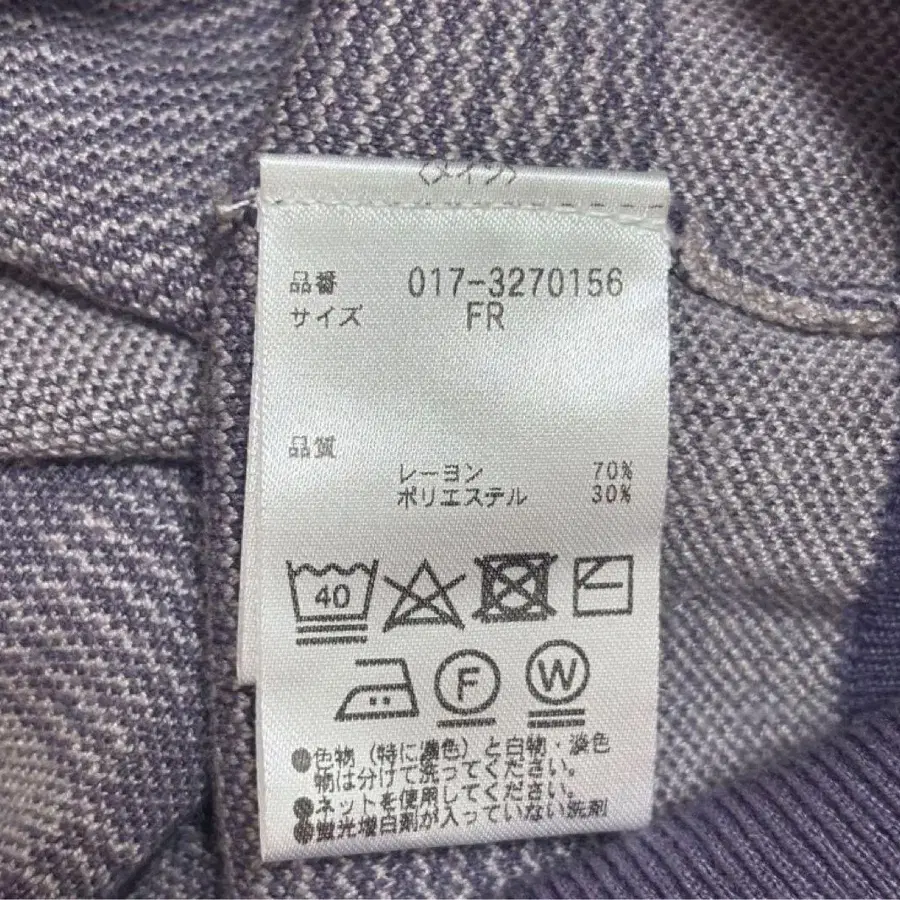 〈メイン〉
品番 017-3270156
サイズ FR
品質
レーヨン 70%
ポリエステル 30%
40
F
W
●色物（特に濃色）と白物・淡色
物は分けて洗ってください。
●ネットを使用してください。
●蛍光増白剤が入っていない洗剤